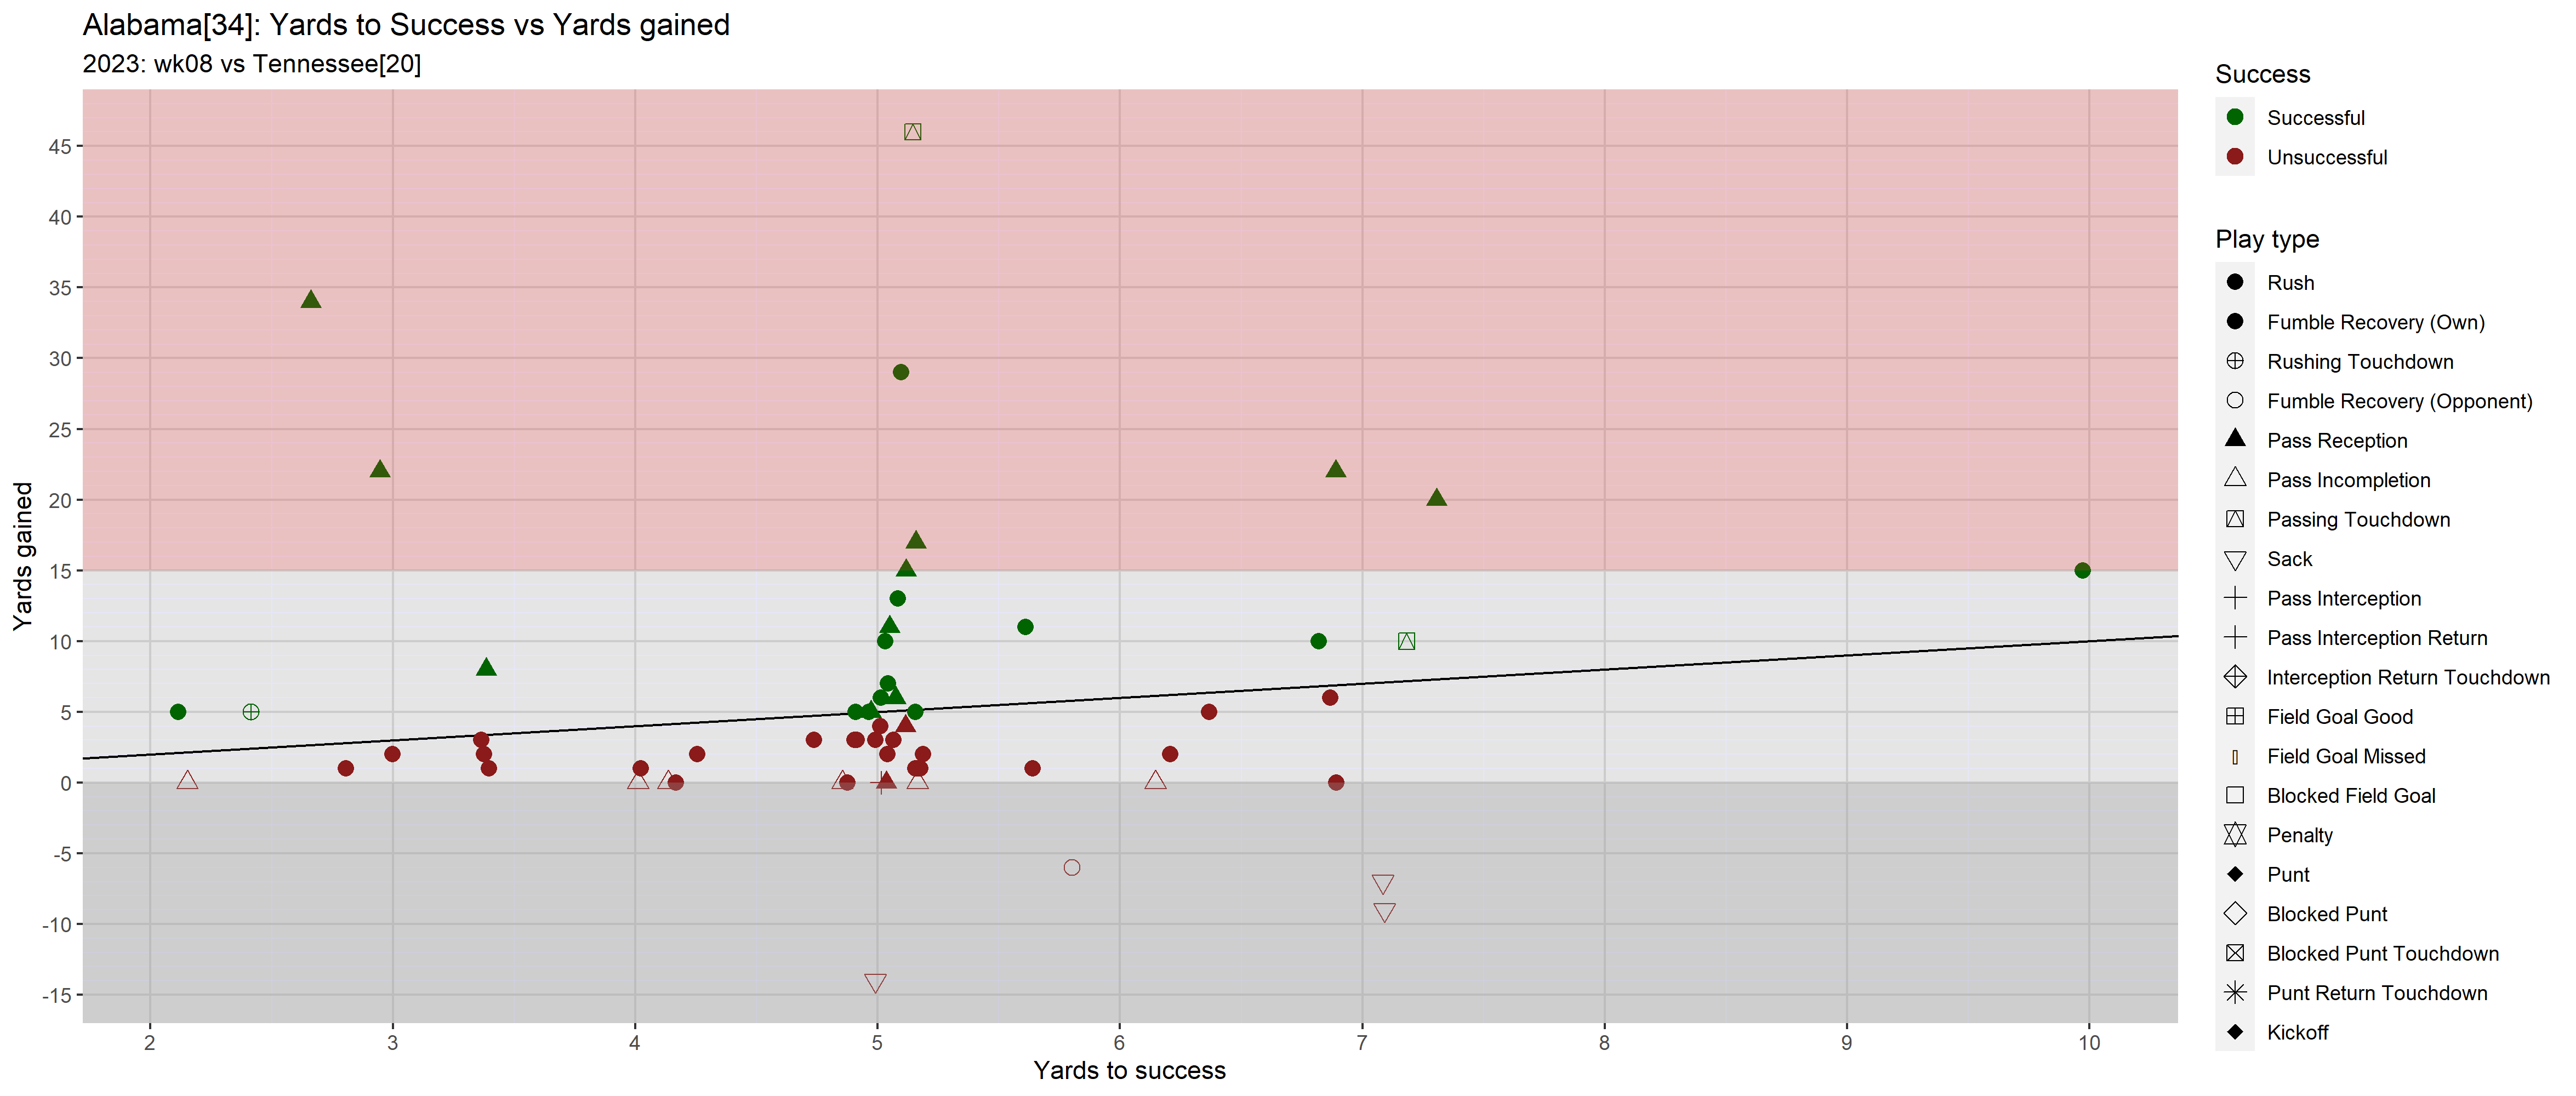 Alabama[34]: Yards to Success vs Yards gained
2023: wk08 vs Tennessee[20]
Yards gained
45
40
35
30
25
20
15
10
5
0
-5
-10
-15
2 3 4 5 6 7 8 9 10
Yards to success
Success
Successful
Unsuccessful
Play type
Rush
Fumble Recovery (Own)
Rushing Touchdown
Fumble Recovery (Opponent)
Pass Reception
Pass Incompletion
Passing Touchdown
Sack
Pass Interception
Pass Interception Return
Interception Return Touchdown
Field Goal Good
Field Goal Missed
Blocked Field Goal
Penalty
Punt
Blocked Punt
Blocked Punt Touchdown
Punt Return Touchdown
Kickoff